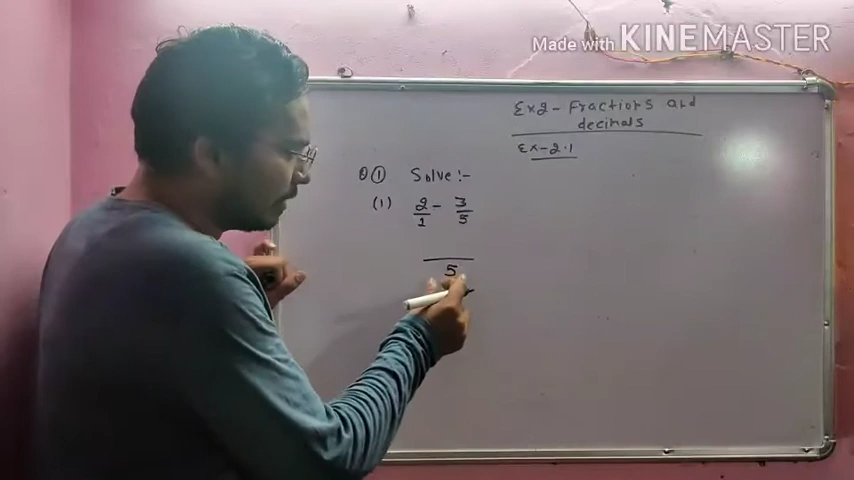 Made with KINEMASTER
Ex2 - Fractions and
decimals
Ex-2.1
Q① Solve :-
(1) 2/1 - 3/5
5